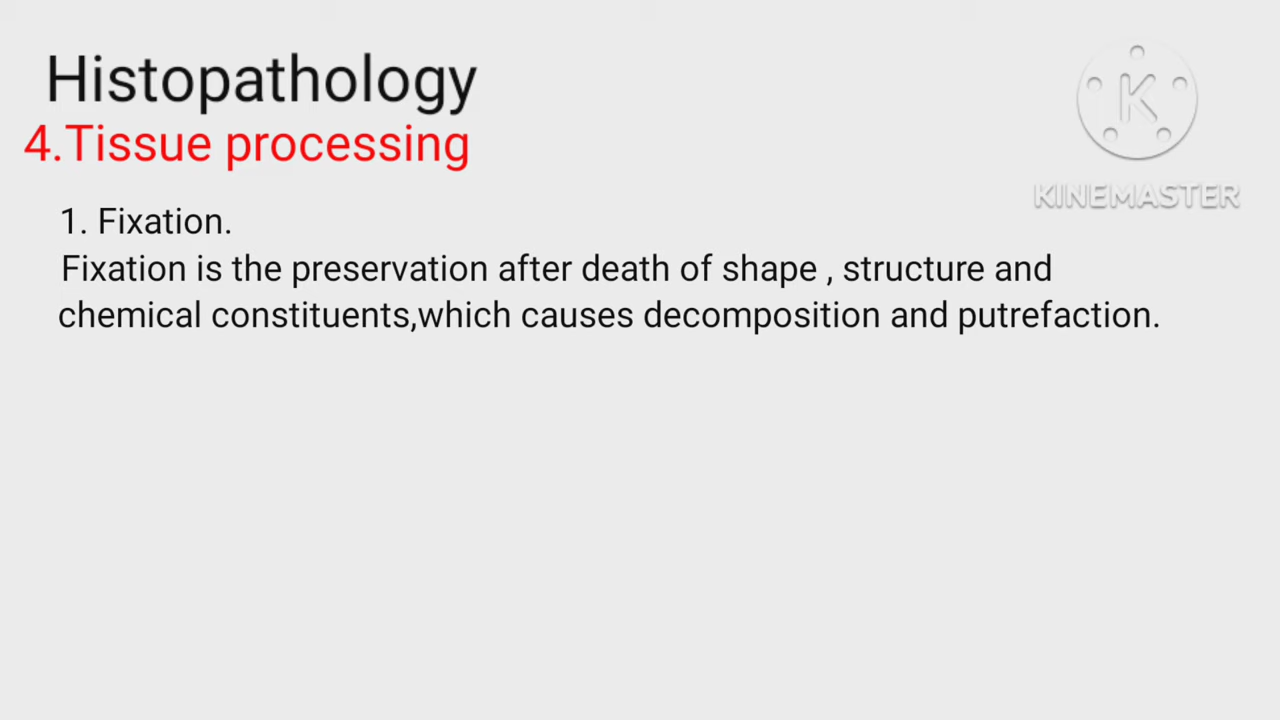 Histopathology
4.Tissue processing
KINEMASTER
1. Fixation.
Fixation is the preservation after death of shape , structure and
chemical constituents,which causes decomposition and putrefaction.